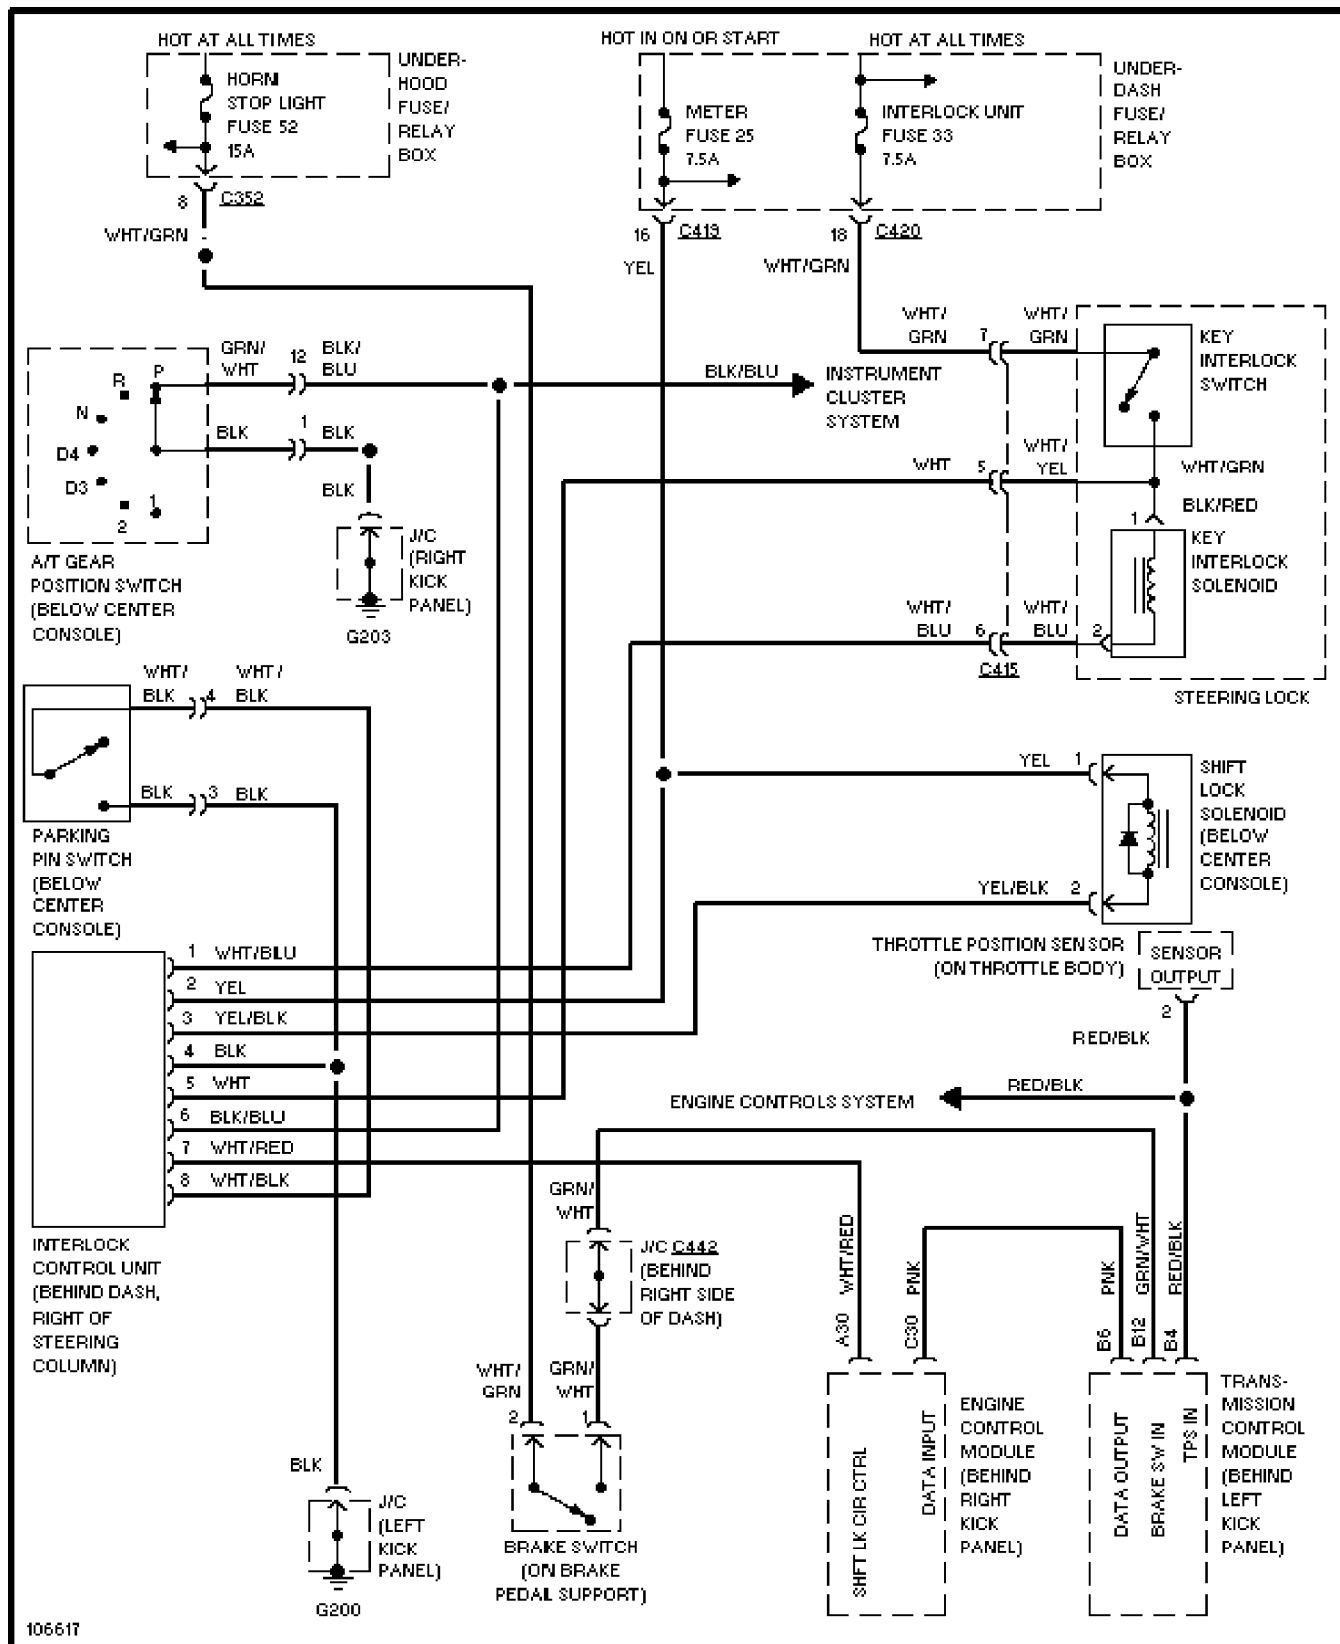 HOT AT ALL TIMES
HORN
STOP LIGHT
FUSE 52
15A
UNDER-
HOOD
FUSE/
RELAY
BOX
8
C352
WHT/GRN
HOT IN ON OR START
HOT AT ALL TIMES
METER
FUSE 25
7.5A
INTERLOCK UNIT
FUSE 33
7.5A
UNDER-
DASH
FUSE/
RELAY
BOX
16
C419
YEL
18
C420
WHT/GRN
WHT/
GRN
7
WHT/
GRN
KEY
INTERLOCK
SWITCH
GRN/
WHT
12
BLK/
BLU
BLK/BLU
INSTRUMENT
CLUSTER
SYSTEM
P
R
N
D4
D3
2
1
BLK
1
BLK
BLK
J/C
(RIGHT
KICK
PANEL)
G203
A/T GEAR
POSITION SWITCH
(BELOW CENTER
CONSOLE)
WHT
5
WHT/
YEL
WHT/GRN
BLK/RED
1
KEY
INTERLOCK
SOLENOID
WHT/
BLU
6
WHT/
BLU
2
C415
STEERING LOCK
WHT/
BLK
4
WHT/
BLK
BLK
3
BLK
PARKING
PIN SWITCH
(BELOW
CENTER
CONSOLE)
YEL
1
SHIFT
LOCK
SOLENOID
(BELOW
CENTER
CONSOLE)
YEL/BLK
2
THROTTLE POSITION SENSOR
(ON THROTTLE BODY)
SENSOR
OUTPUT
2
RED/BLK
1 WHT/BLU
2 YEL
3 YEL/BLK
4 BLK
5 WHT
6 BLK/BLU
7 WHT/RED
8 WHT/BLK
INTERLOCK
CONTROL UNIT
(BEHIND DASH,
RIGHT OF
STEERING
COLUMN)
ENGINE CONTROLS SYSTEM
RED/BLK
GRN/
WHT
J/C C442
(BEHIND
RIGHT SIDE
OF DASH)
WHT/
GRN
GRN/
WHT
2
1
BRAKE SWITCH
(ON BRAKE
PEDAL SUPPORT)
BLK
J/C
(LEFT
KICK
PANEL)
G200
A30
WHT/RED
C30
PNK
B6
PNK
B12
GRN/WHT
B4
RED/BLK
SHFT LK CIR CTRL
DATA INPUT
ENGINE
CONTROL
MODULE
(BEHIND
RIGHT
KICK
PANEL)
DATA OUTPUT
BRAKE SW IN
TPS IN
TRANS-
MISSION
CONTROL
MODULE
(BEHIND
LEFT
KICK
PANEL)
106617